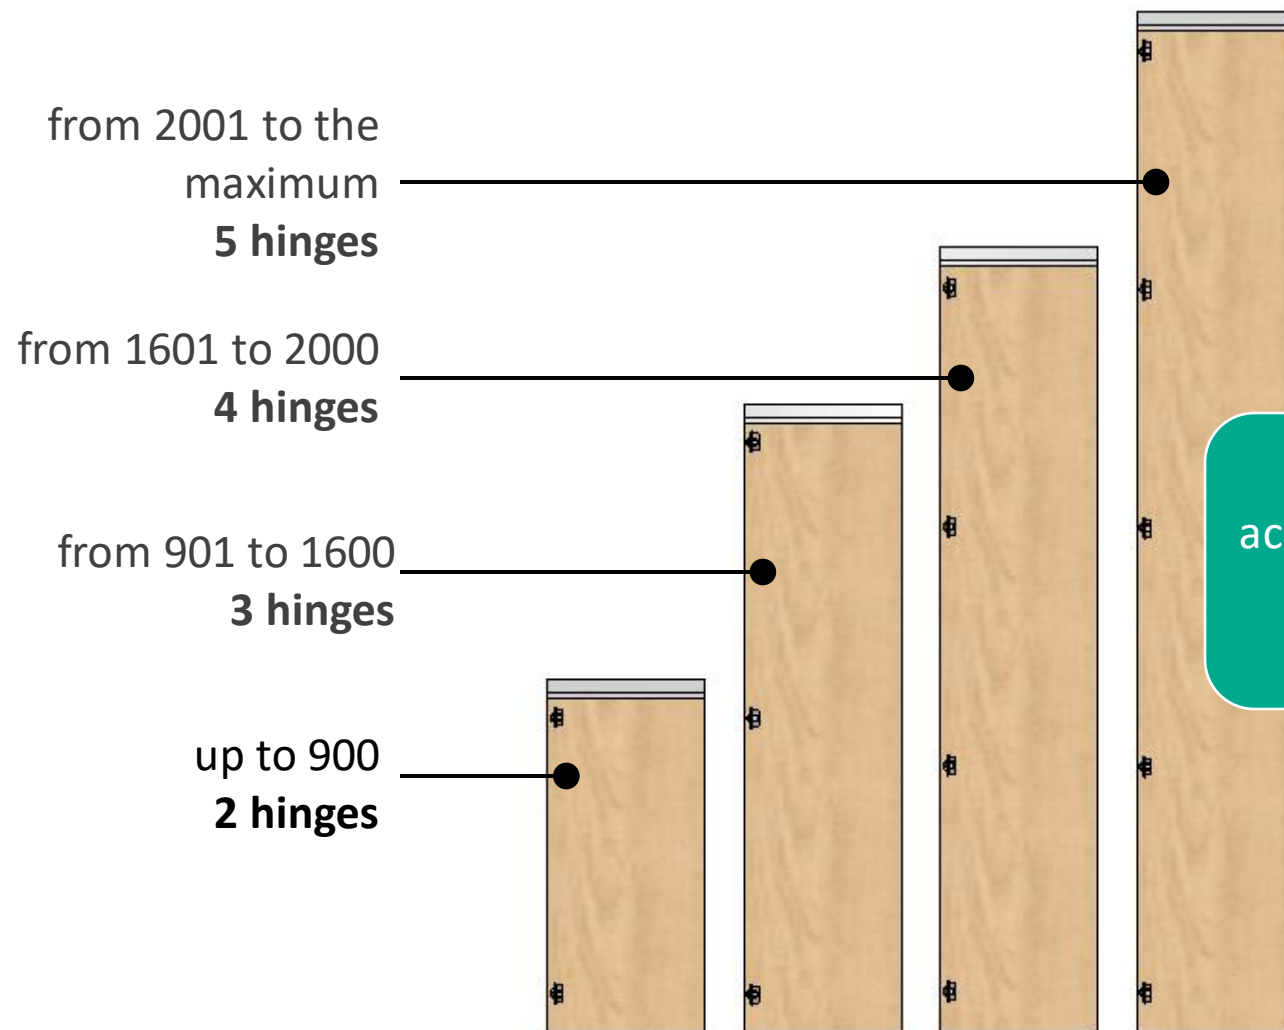 from 2001 to the
maximum
5 hinges
from 1601 to 2000
4 hinges
from 901 to 1600
3 hinges
up to 900
2 hinges